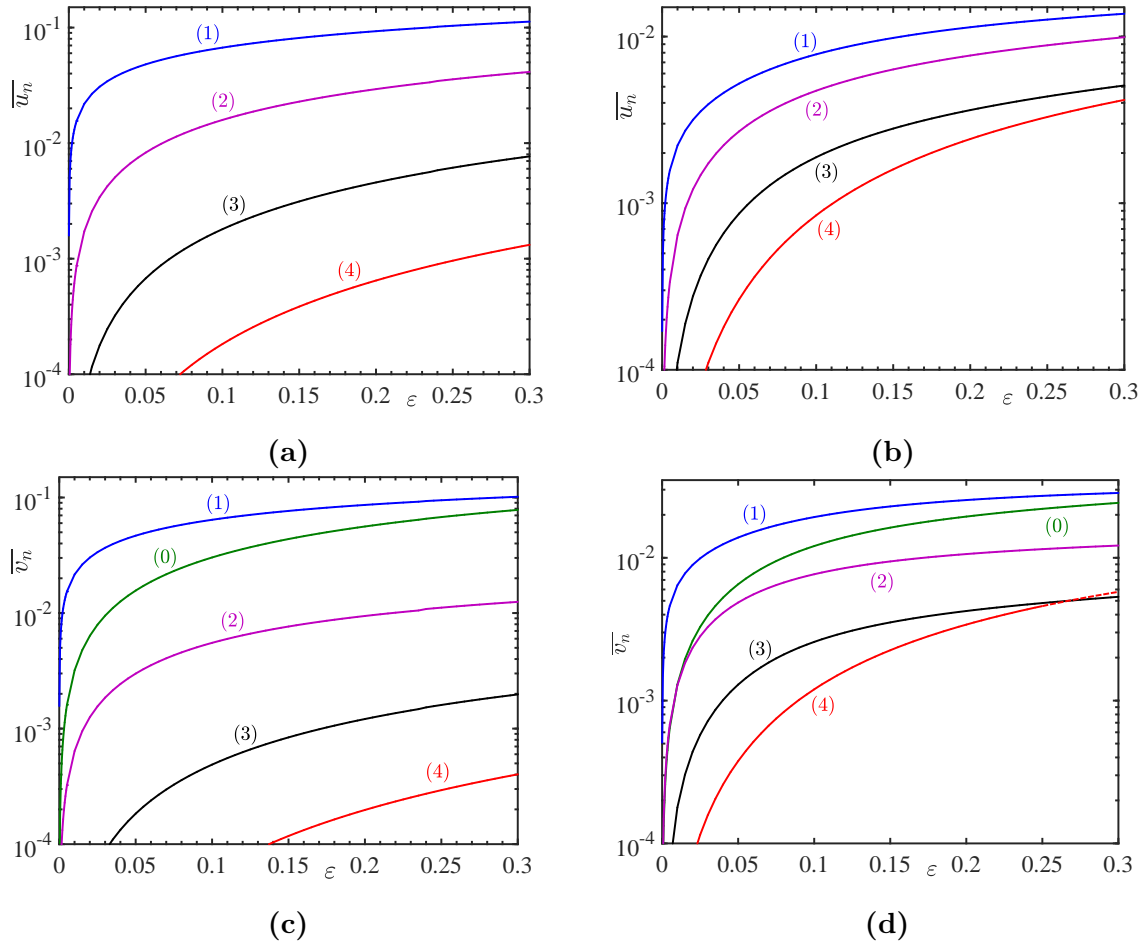 10^{-1}
10^{-2}
10^{-3}
10^{-4}
\overline{u_n}
(1)
(2)
(3)
(4)
0 0.05 0.1 0.15 0.2 0.25 0.3
ε
(a)
10^{-2}
10^{-3}
10^{-4}
\overline{u_n}
(1)
(2)
(3)
(4)
0 0.05 0.1 0.15 0.2 0.25 0.3
ε
(b)
10^{-1}
10^{-2}
10^{-3}
10^{-4}
\overline{v_n}
(1)
(0)
(2)
(3)
(4)
0 0.05 0.1 0.15 0.2 0.25 0.3
ε
(c)
10^{-2}
10^{-3}
10^{-4}
\overline{v_n}
(1)
(0)
(2)
(3)
(4)
0 0.05 0.1 0.15 0.2 0.25 0.3
ε
(d)